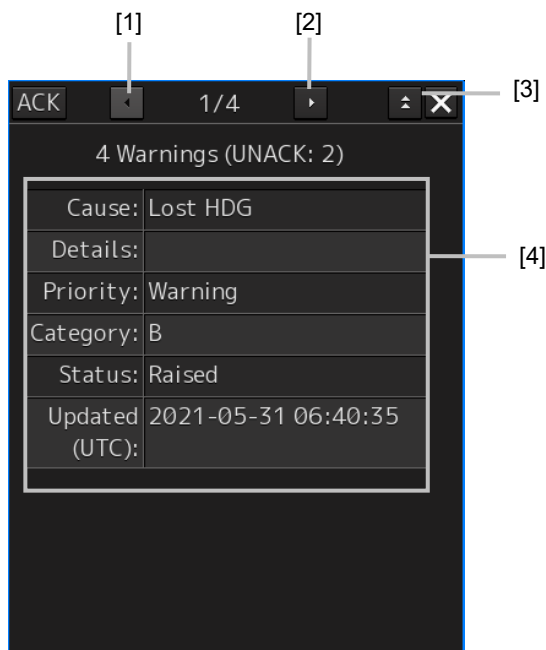 [1] [2]
ACK 1/4 [3]
4 Warnings (UNACK: 2)
Cause: Lost HDG
Details: [4]
Priority: Warning
Category: B
Status: Raised
Updated 2021-05-31 06:40:35
(UTC):